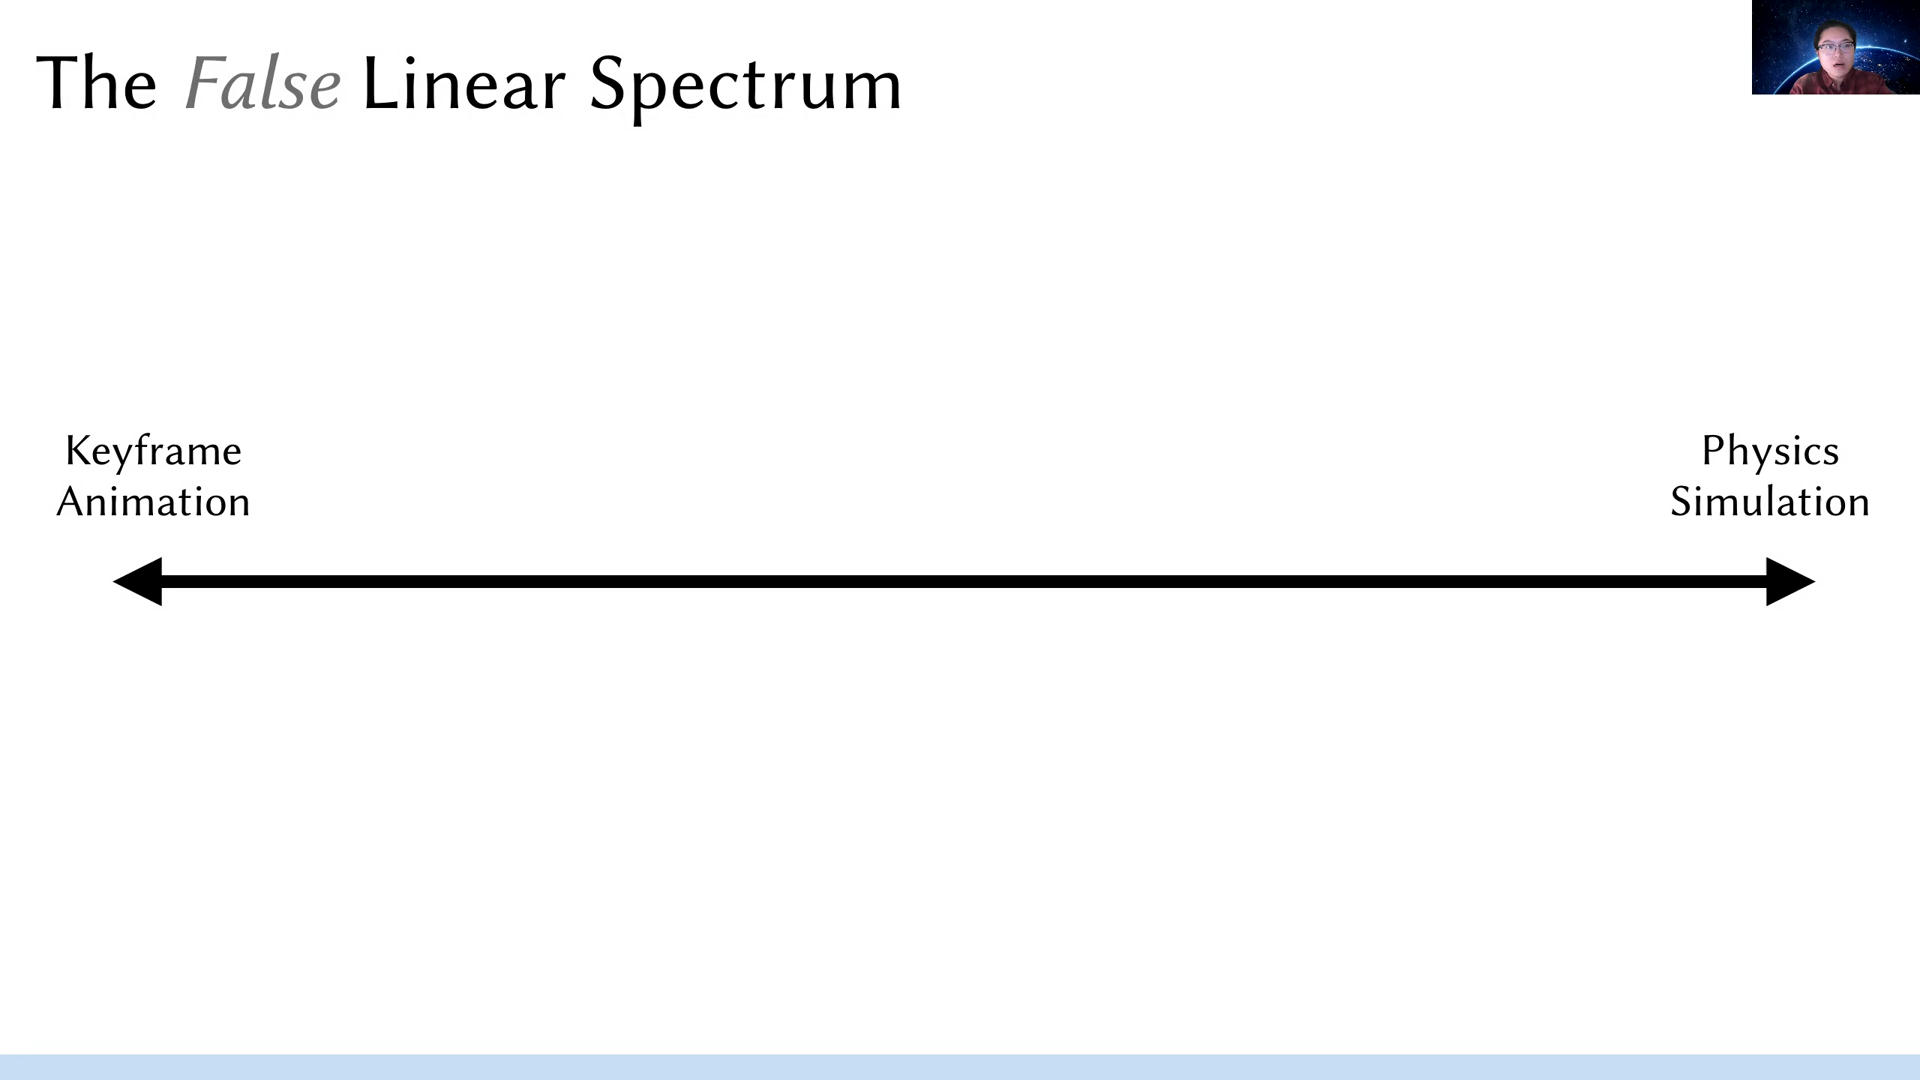 The False Linear Spectrum
Keyframe
Animation
Physics
Simulation